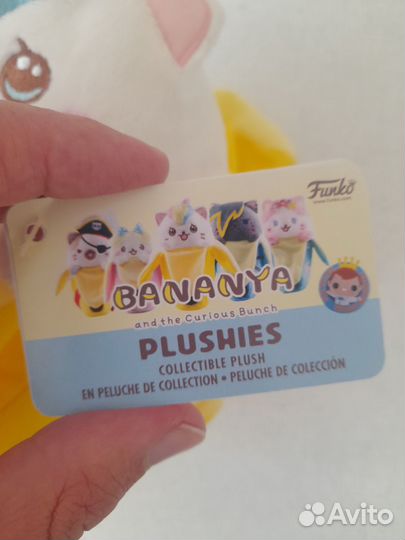 Funko
www.funko.com
BANANYA
and the Curious Bunch
PLUSHIES
COLLECTIBLE PLUSH
EN PELUCHE DE COLLECTION • PELUCHE DE COLECCIÓN
Avito